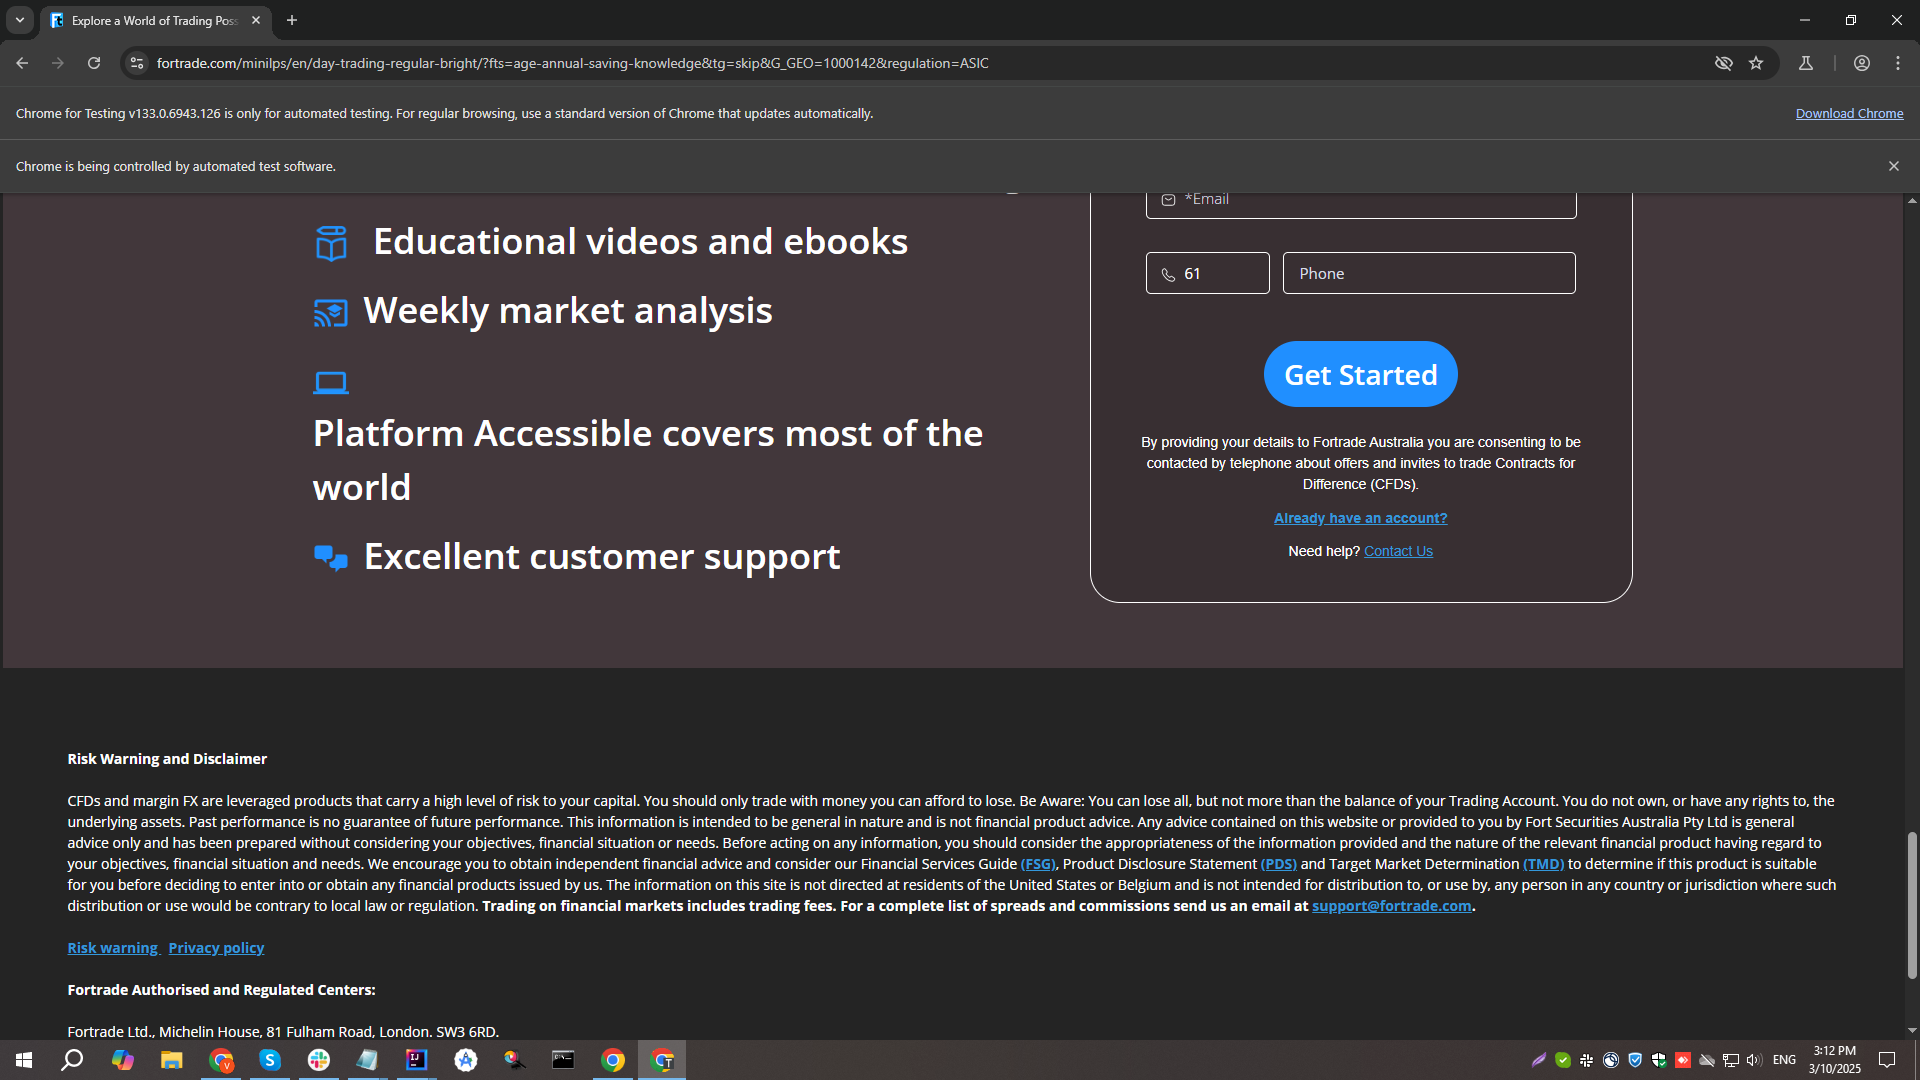 Explore a World of Trading Pos
fortrade.com/minilps/en/day-trading-regular-bright/?fts=age-annual-saving-knowledge&tg=skip&G_GEO=1000142&regulation=ASIC
Chrome for Testing v133.0.6943.126 is only for automated testing. For regular browsing, use a standard version of Chrome that updates automatically.
Download Chrome
Chrome is being controlled by automated test software.
Educational videos and ebooks
Weekly market analysis
Platform Accessible covers most of the
world
Excellent customer support
*Email
61
Phone
Get Started
By providing your details to Fortrade Australia you are consenting to be
contacted by telephone about offers and invites to trade Contracts for
Difference (CFDs).
Already have an account?
Need help? Contact Us
Risk Warning and Disclaimer
CFDs and margin FX are leveraged products that carry a high level of risk to your capital. You should only trade with money you can afford to lose. Be Aware: You can lose all, but not more than the balance of your Trading Account. You do not own, or have any rights to, the
underlying assets. Past performance is no guarantee of future performance. This information is intended to be general in nature and is not financial product advice. Any advice contained on this website or provided to you by Fort Securities Australia Pty Ltd is general
advice only and has been prepared without considering your objectives, financial situation or needs. Before acting on any information, you should consider the appropriateness of the information provided and the nature of the relevant financial product having regard to
your objectives, financial situation and needs. We encourage you to obtain independent financial advice and consider our Financial Services Guide (FSG), Product Disclosure Statement (PDS) and Target Market Determination (TMD) to determine if this product is suitable
for you before deciding to enter into or obtain any financial products issued by us. The information on this site is not directed at residents of the United States or Belgium and is not intended for distribution to, or use by, any person in any country or jurisdiction where such
distribution or use would be contrary to local law or regulation. Trading on financial markets includes trading fees. For a complete list of spreads and commissions send us an email at support@fortrade.com.
Risk warning Privacy policy
Fortrade Authorised and Regulated Centers:
Fortrade Ltd., Michelin House, 81 Fulham Road, London. SW3 6RD.
ENG
3:12 PM
3/10/2025